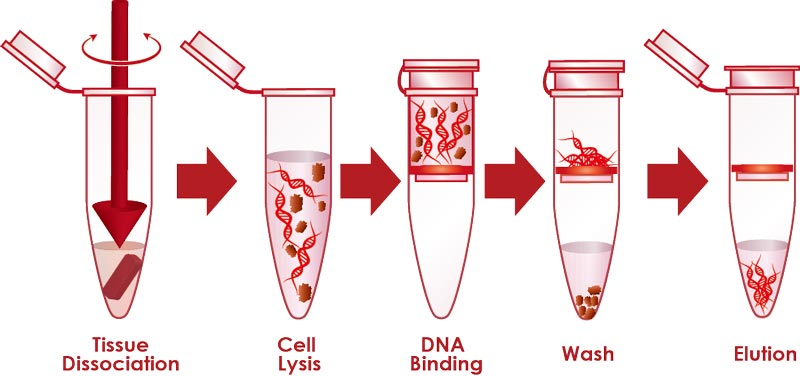 Tissue
Dissociation
Cell
Lysis
DNA
Binding
Wash
Elution